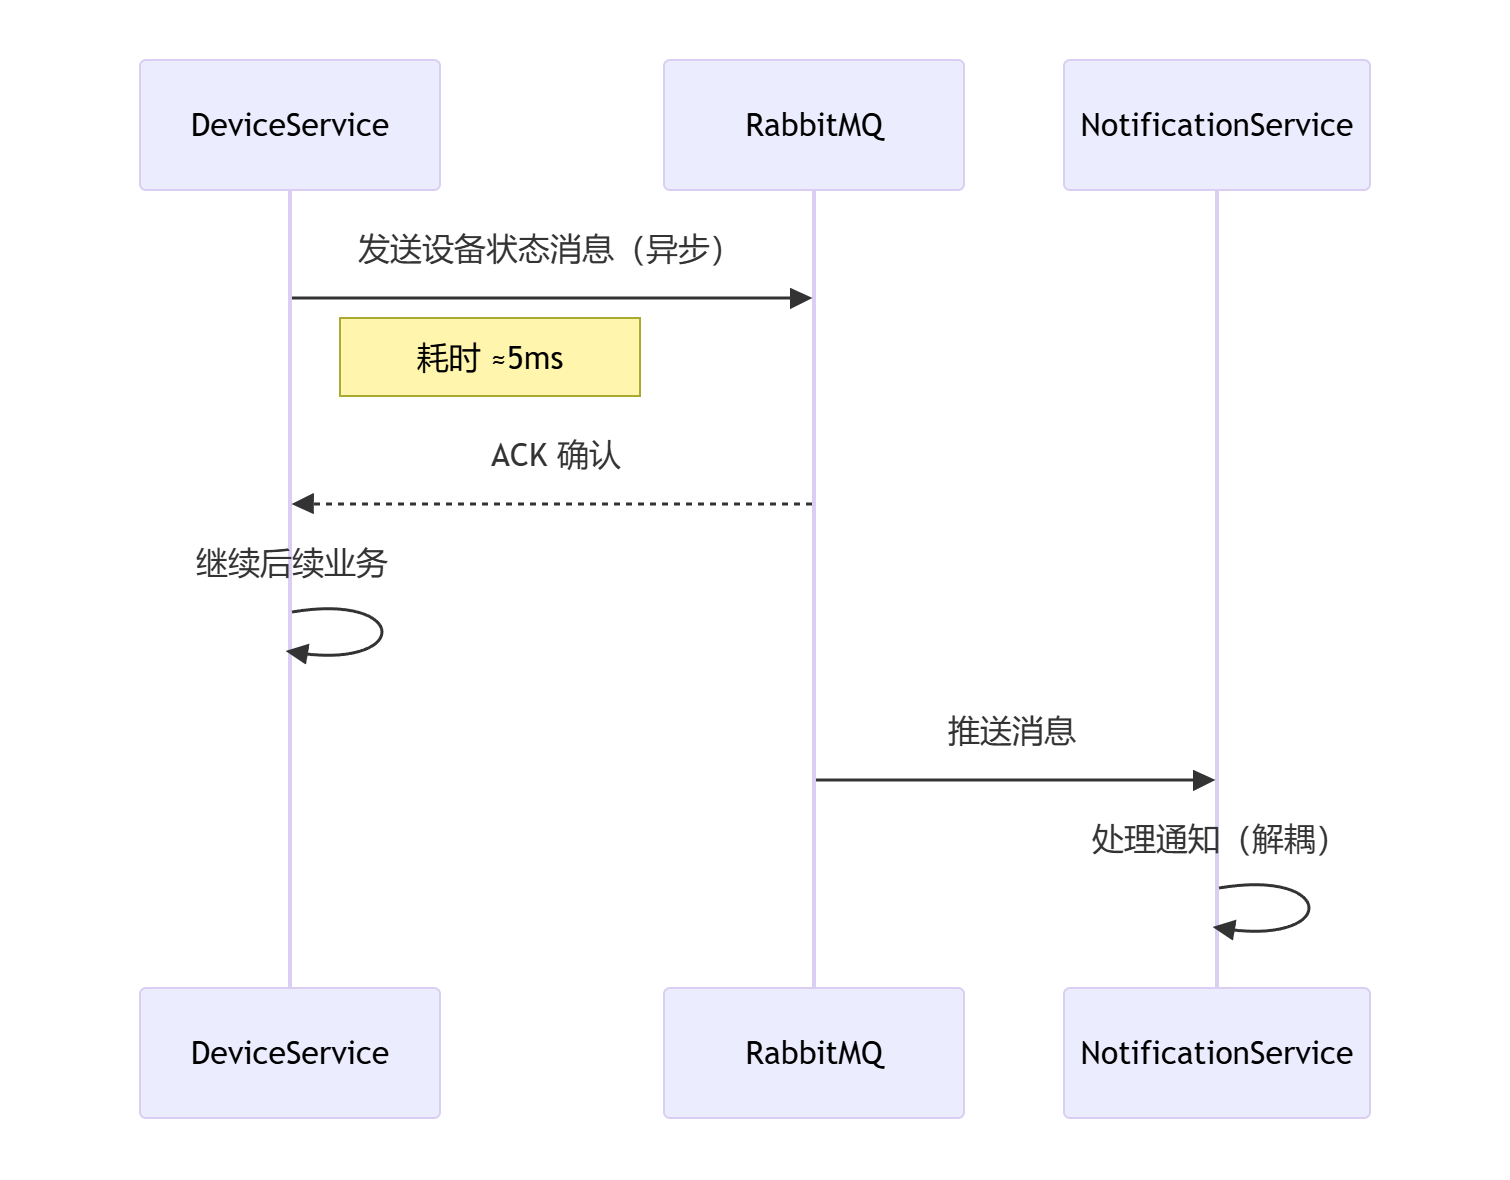 DeviceService
RabbitMQ
NotificationService
发送设备状态消息（异步）
耗时 ≈5ms
ACK 确认
继续后续业务
推送消息
处理通知（解耦）
DeviceService
RabbitMQ
NotificationService